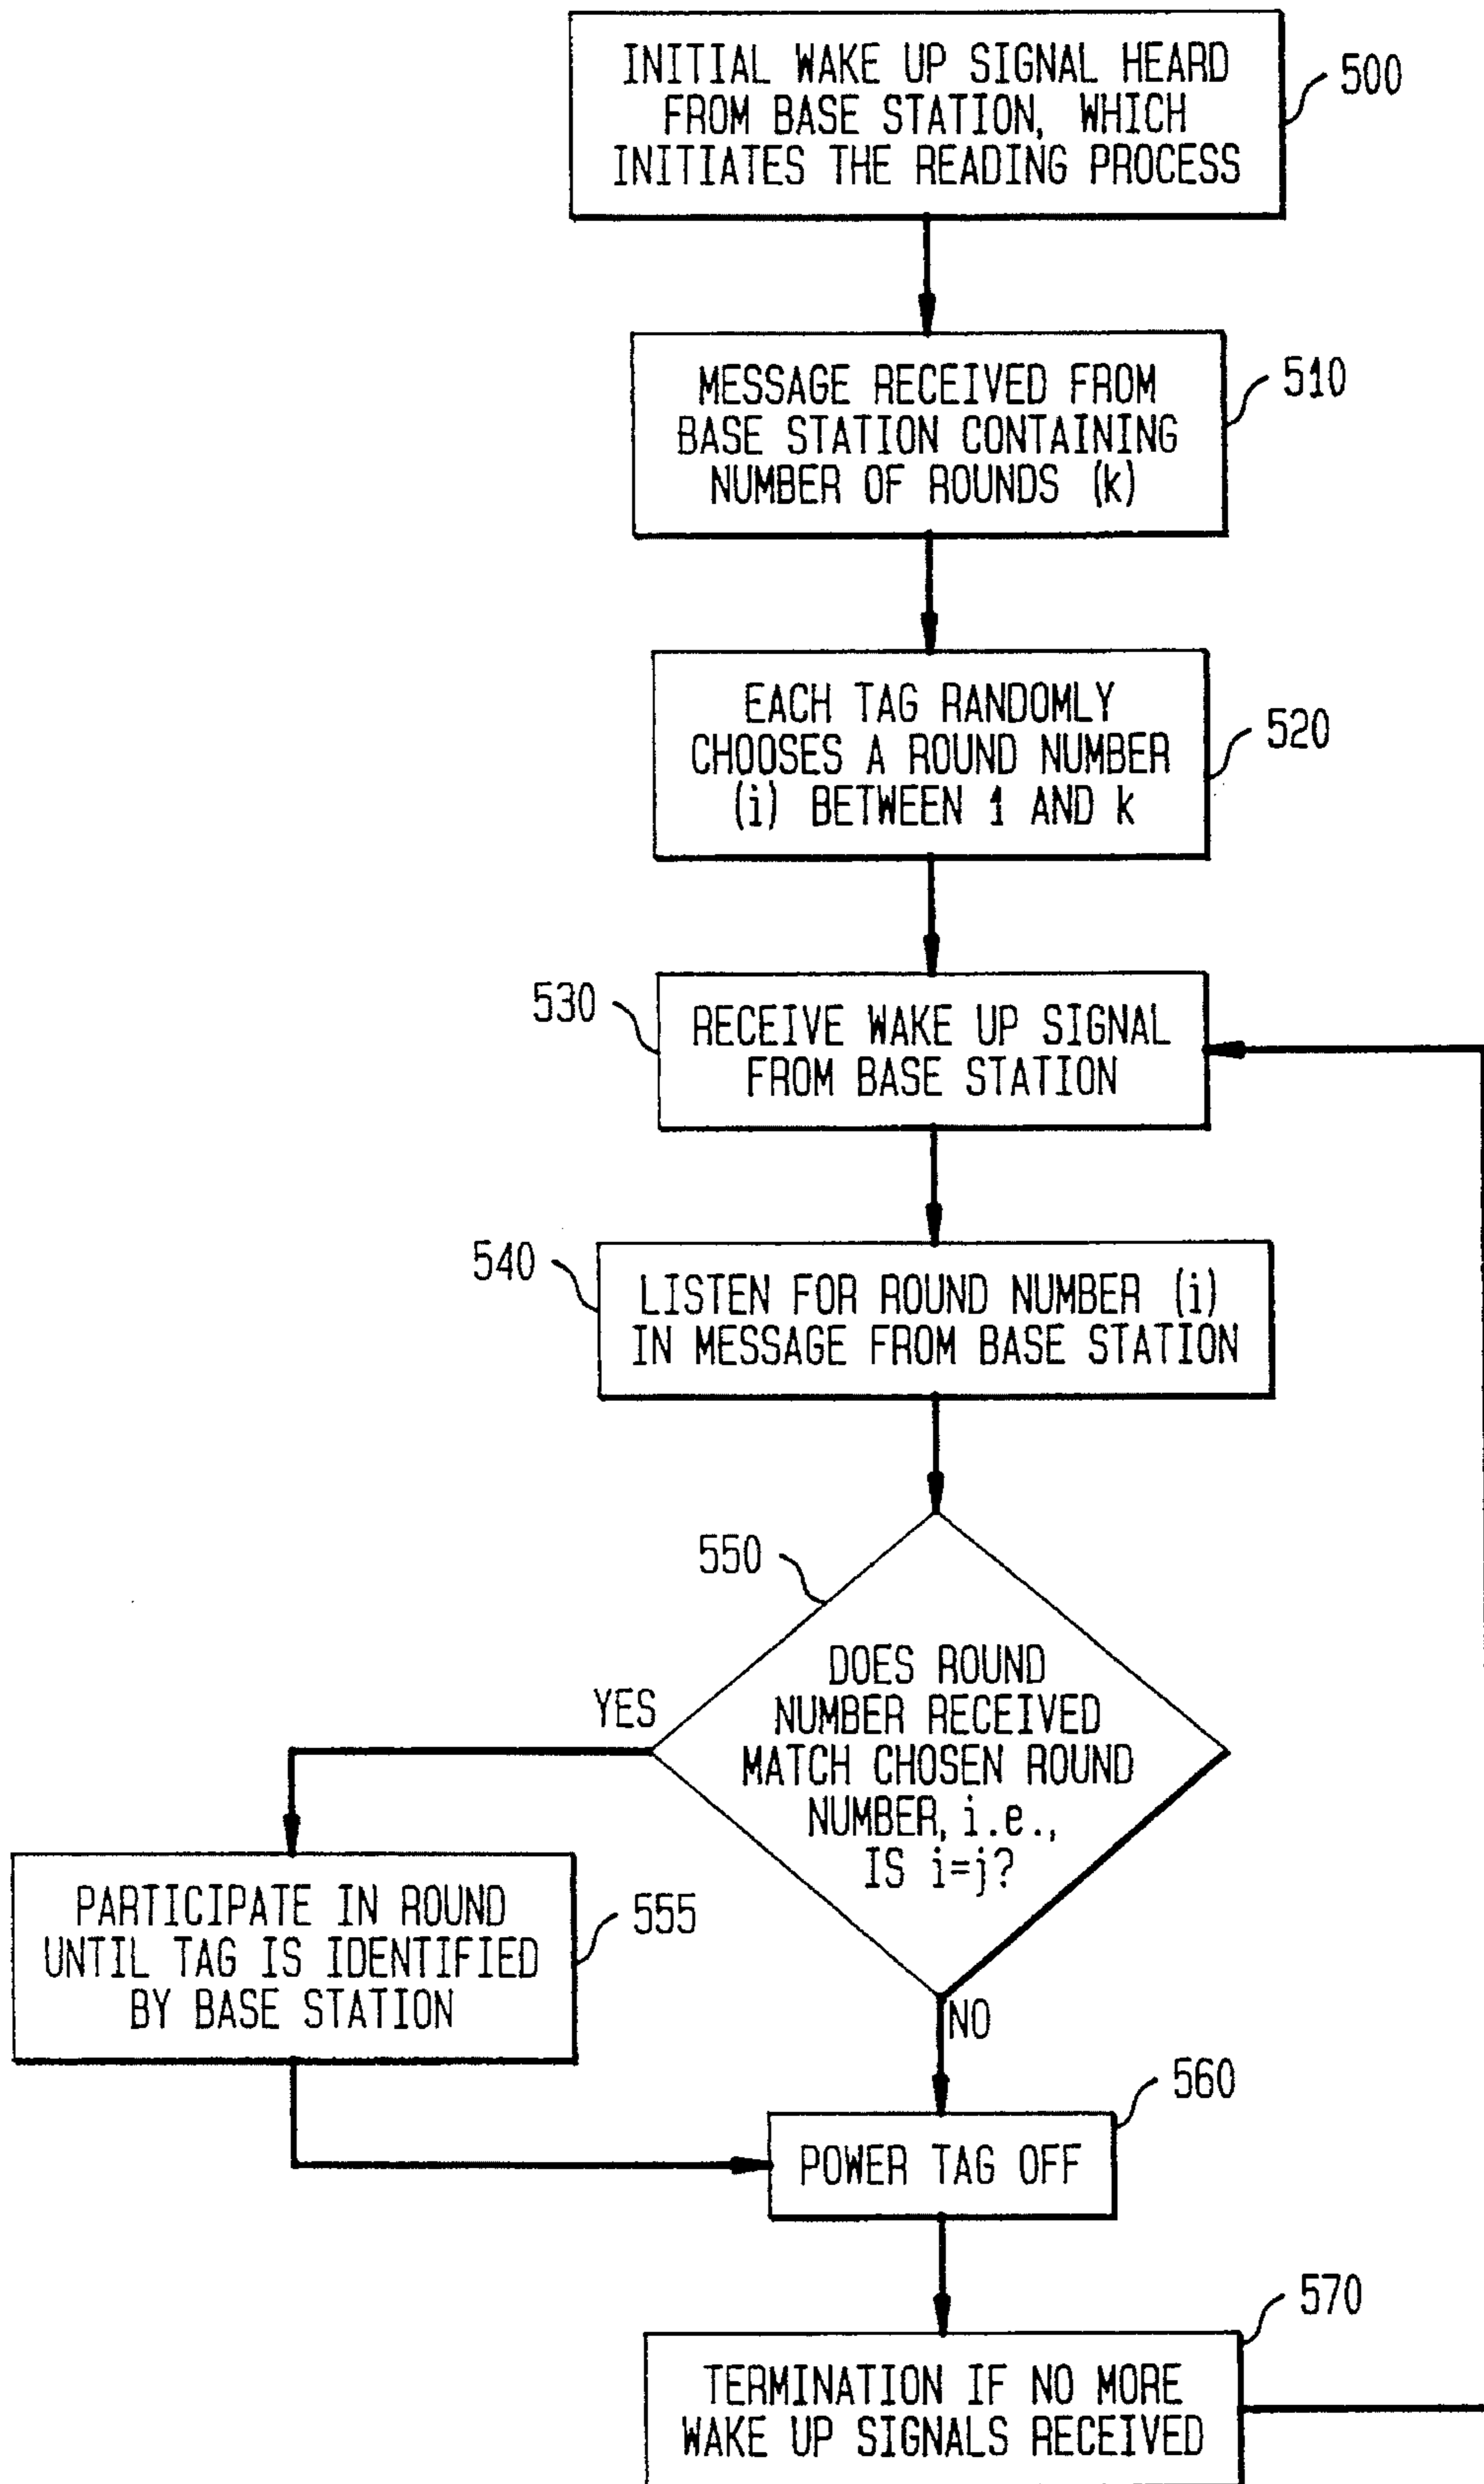 INITIAL WAKE UP SIGNAL HEARD
FROM BASE STATION, WHICH
INITIATES THE READING PROCESS
500
MESSAGE RECEIVED FROM
BASE STATION CONTAINING
NUMBER OF ROUNDS (k)
510
EACH TAG RANDOMLY
CHOOSES A ROUND NUMBER
(i) BETWEEN 1 AND k
520
530
RECEIVE WAKE UP SIGNAL
FROM BASE STATION
540
LISTEN FOR ROUND NUMBER (i)
IN MESSAGE FROM BASE STATION
550
DOES ROUND
NUMBER RECEIVED
MATCH CHOSEN ROUND
NUMBER, i.e.,
IS i=j?
YES
PARTICIPATE IN ROUND
UNTIL TAG IS IDENTIFIED
BY BASE STATION
555
NO
560
POWER TAG OFF
570
TERMINATION IF NO MORE
WAKE UP SIGNALS RECEIVED